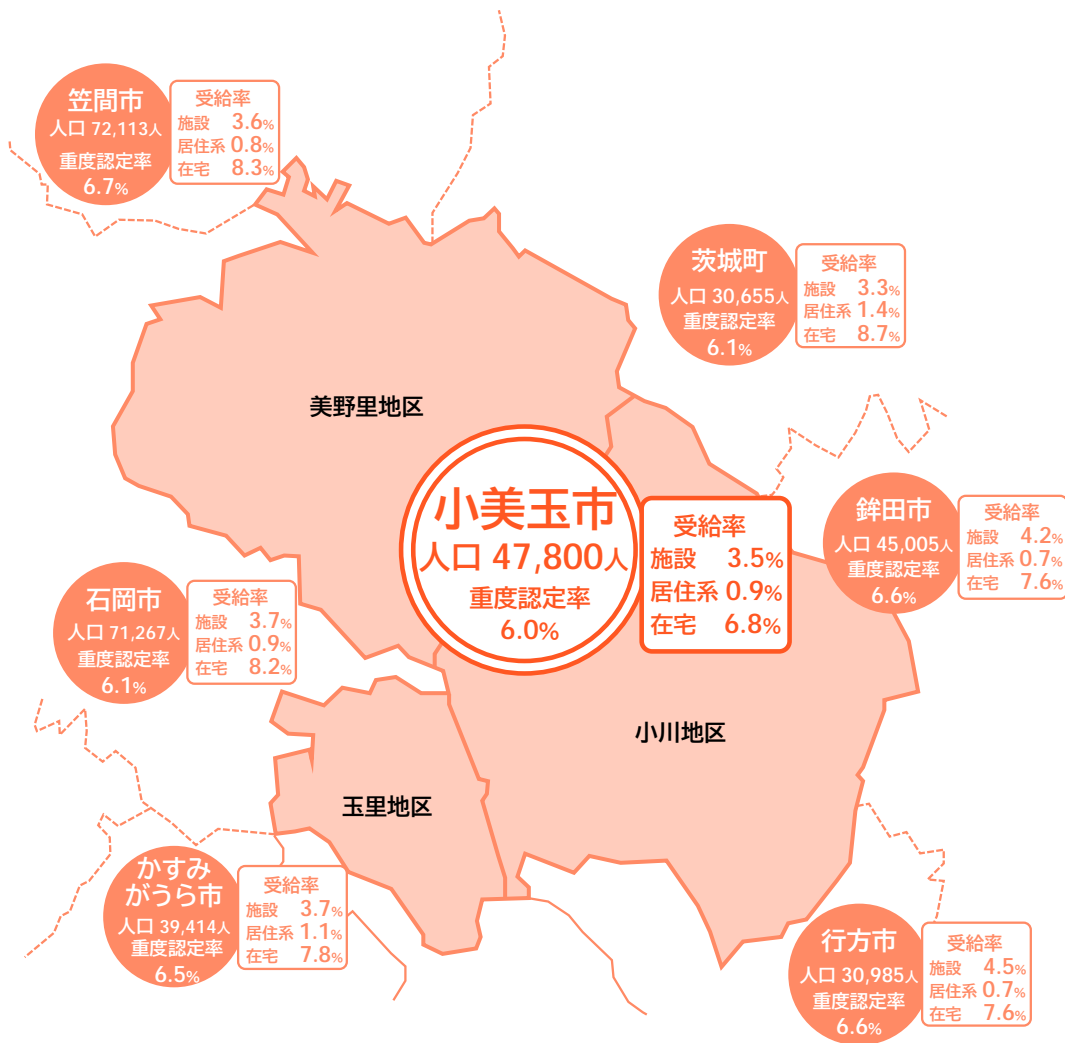 笠間市
人口 72,113人
重度認定率
6.7%
受給率
施設 3.6%
居住系 0.8%
在宅 8.3%
茨城町
人口 30,655人
重度認定率
6.1%
受給率
施設 3.3%
居住系 1.4%
在宅 8.7%
美野里地区
小美玉市
人口 47,800人
重度認定率
6.0%
受給率
施設 3.5%
居住系 0.9%
在宅 6.8%
鉾田市
人口 45,005人
重度認定率
6.6%
受給率
施設 4.2%
居住系 0.7%
在宅 7.6%
石岡市
人口 71,267人
重度認定率
6.1%
受給率
施設 3.7%
居住系 0.9%
在宅 8.2%
小川地区
玉里地区
かすみ
がうら市
人口 39,414人
重度認定率
6.5%
受給率
施設 3.7%
居住系 1.1%
在宅 7.8%
行方市
人口 30,985人
重度認定率
6.6%
受給率
施設 4.5%
居住系 0.7%
在宅 7.6%